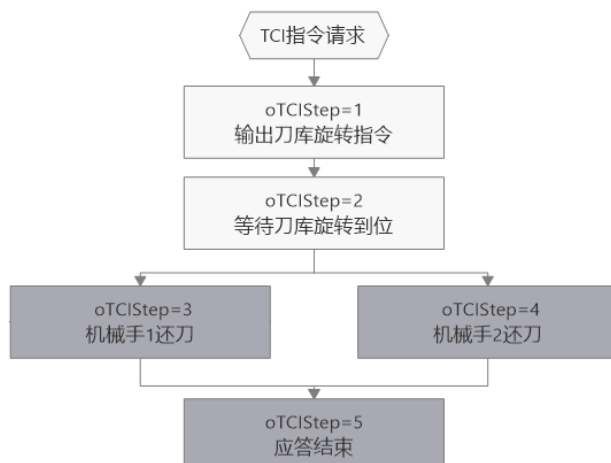 TCI指令请求
oTCIStep=1
输出刀库旋转指令
oTCIStep=2
等待刀库旋转到位
oTCIStep=3
机械手1还刀
oTCIStep=4
机械手2还刀
oTCIStep=5
应答结束